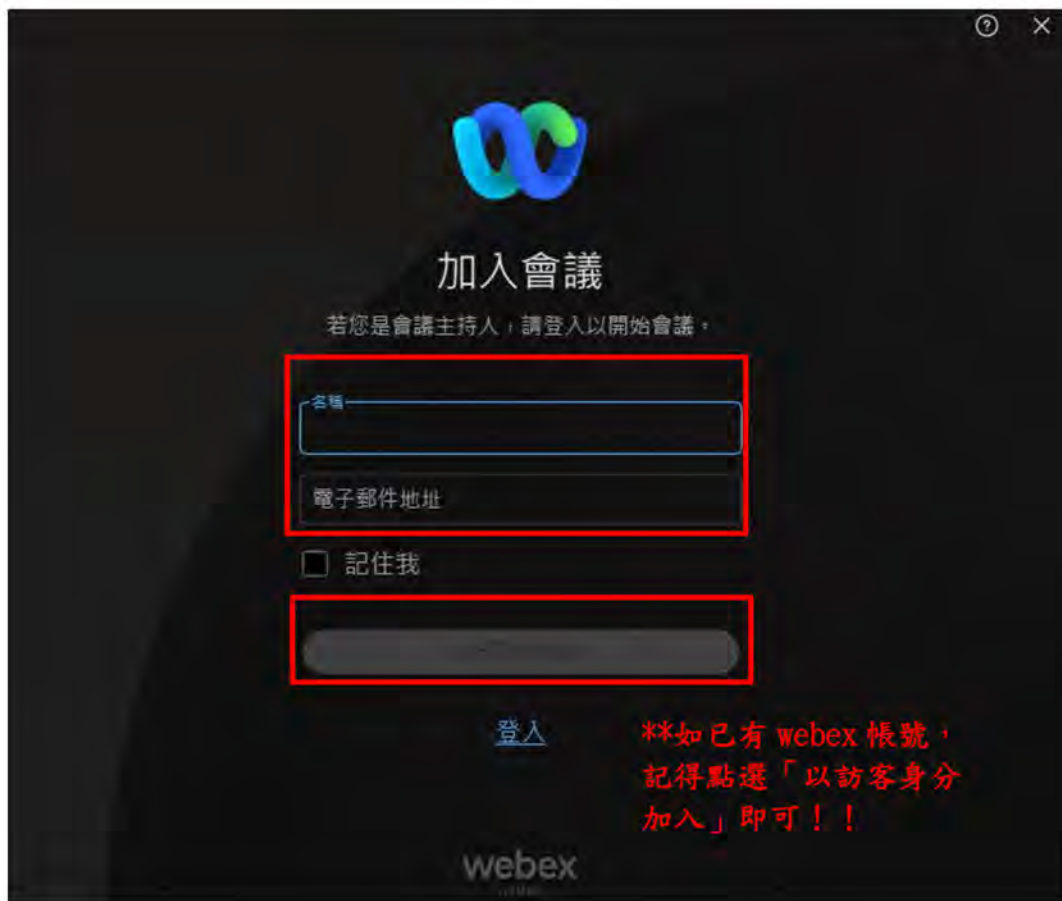 加入會議
若您是會議主持人，請登入以開始會議。
名稱
電子郵件地址
記住我
登入
**如已有 webex 帳號，
記得點選「以訪客身分
加入」即可！！
webex